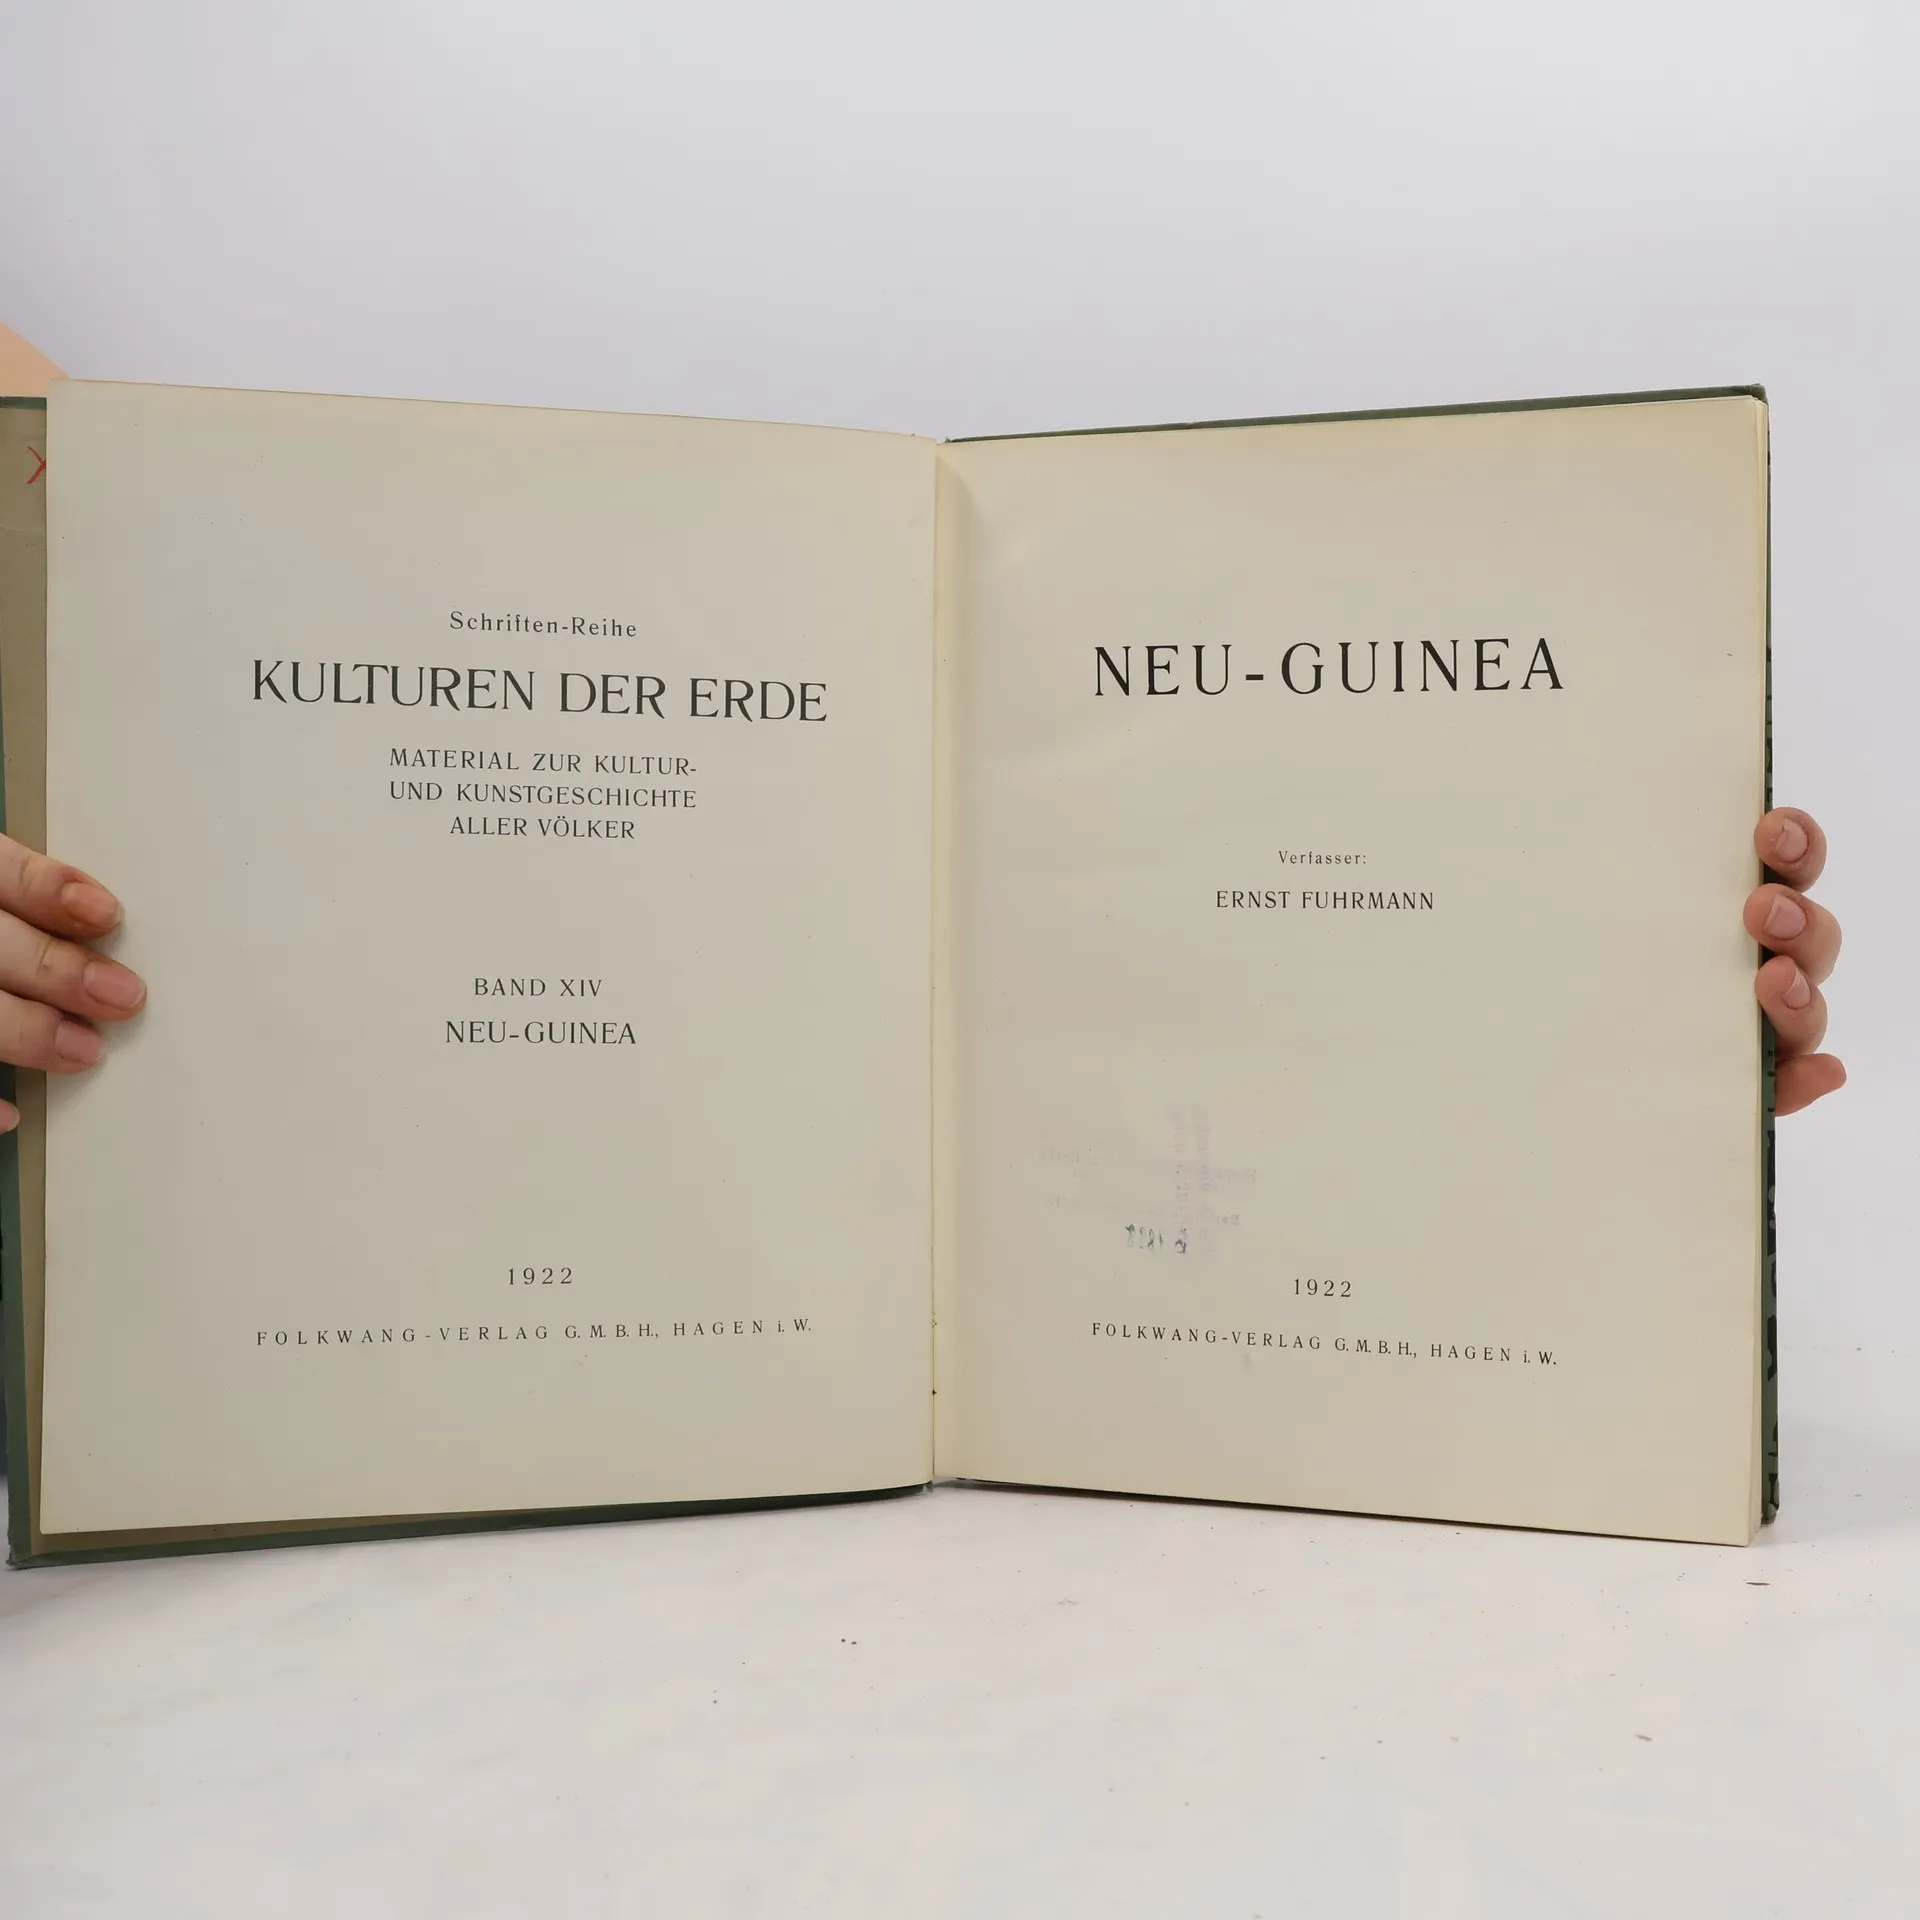 Schriften-Reihe
KULTUREN DER ERDE
MATERIAL ZUR KULTUR-
UND KUNSTGESCHICHTE
ALLER VÖLKER
BAND XIV
NEU-GUINEA
1922
FOLKWANG-VERLAG G. M. B. H., HAGEN i. W.
NEU-GUINEA
Verfasser:
ERNST FUHRMANN
1922
FOLKWANG-VERLAG G. M. B. H., HAGEN i. W.